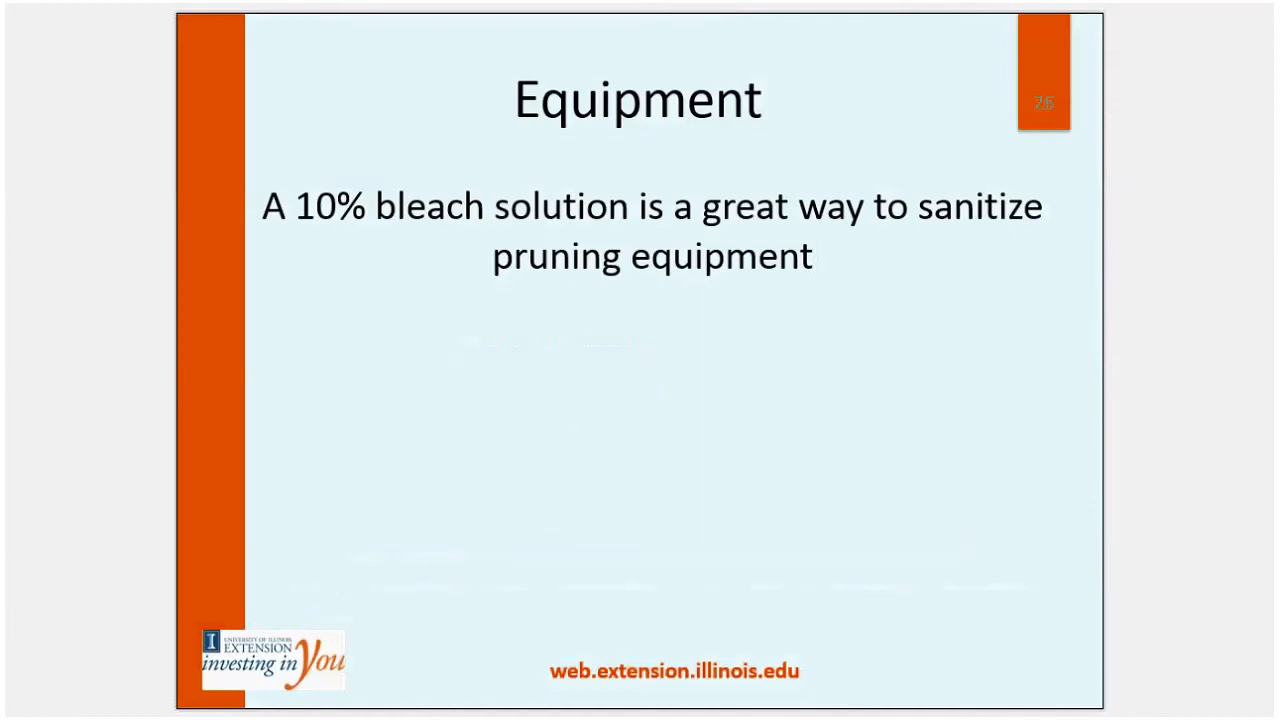 Equipment
26
A 10% bleach solution is a great way to sanitize
pruning equipment
I
UNIVERSITY OF ILLINOIS
EXTENSION
investing in you
web.extension.illinois.edu